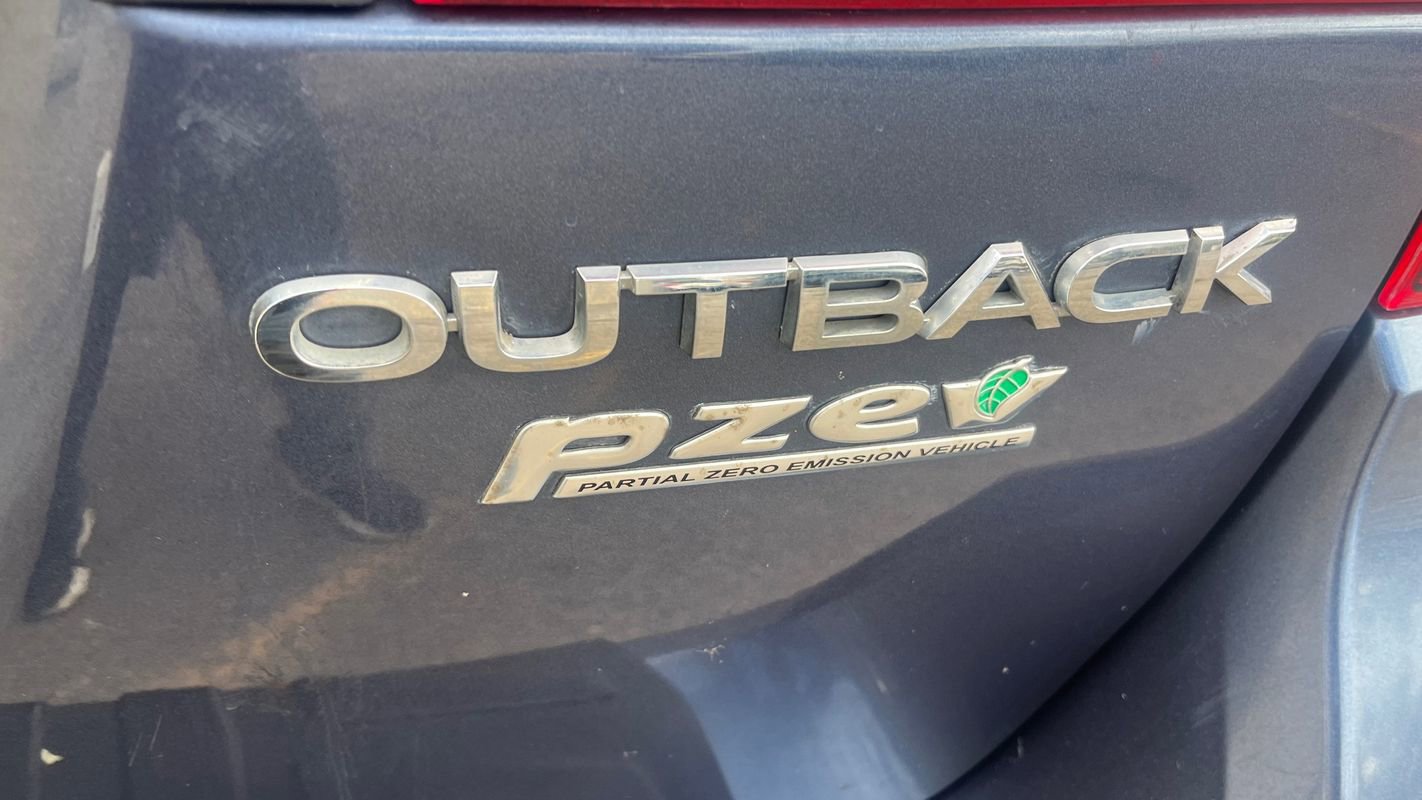 OUTBACK
pzev
PARTIAL ZERO EMISSION VEHICLE